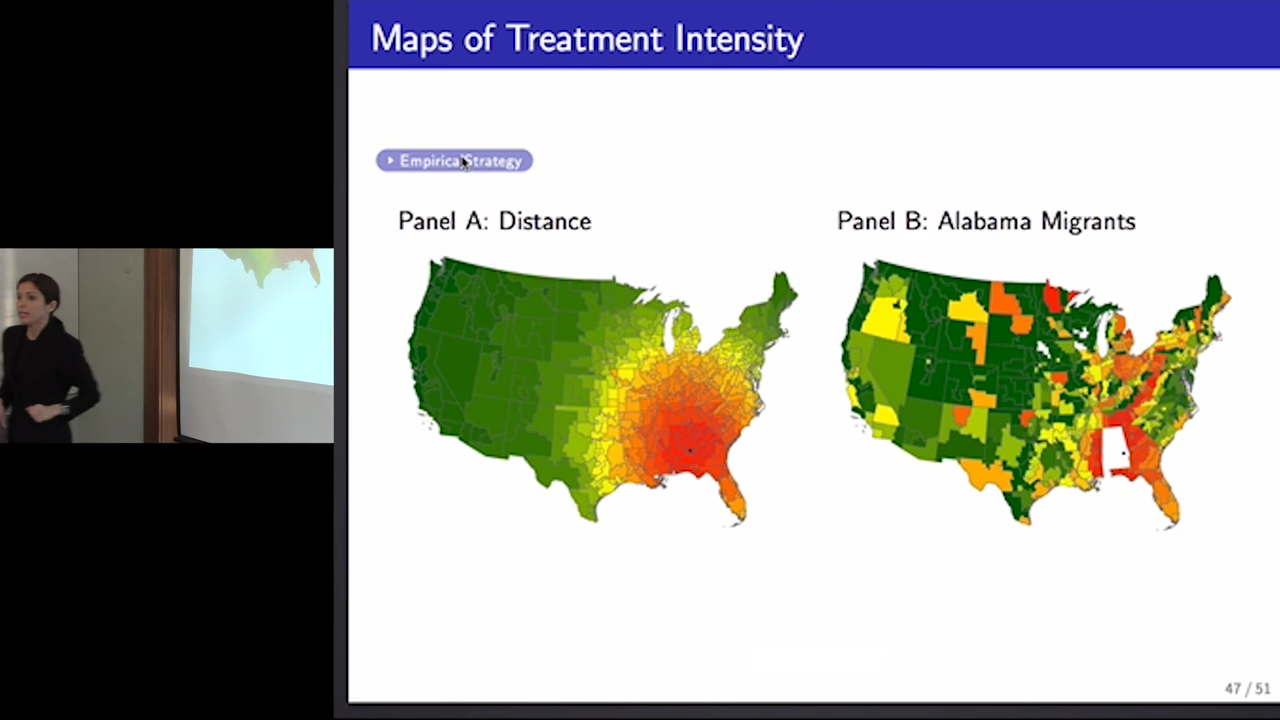 Maps of Treatment Intensity
Empirical Strategy
Panel A: Distance
Panel B: Alabama Migrants
47 / 51